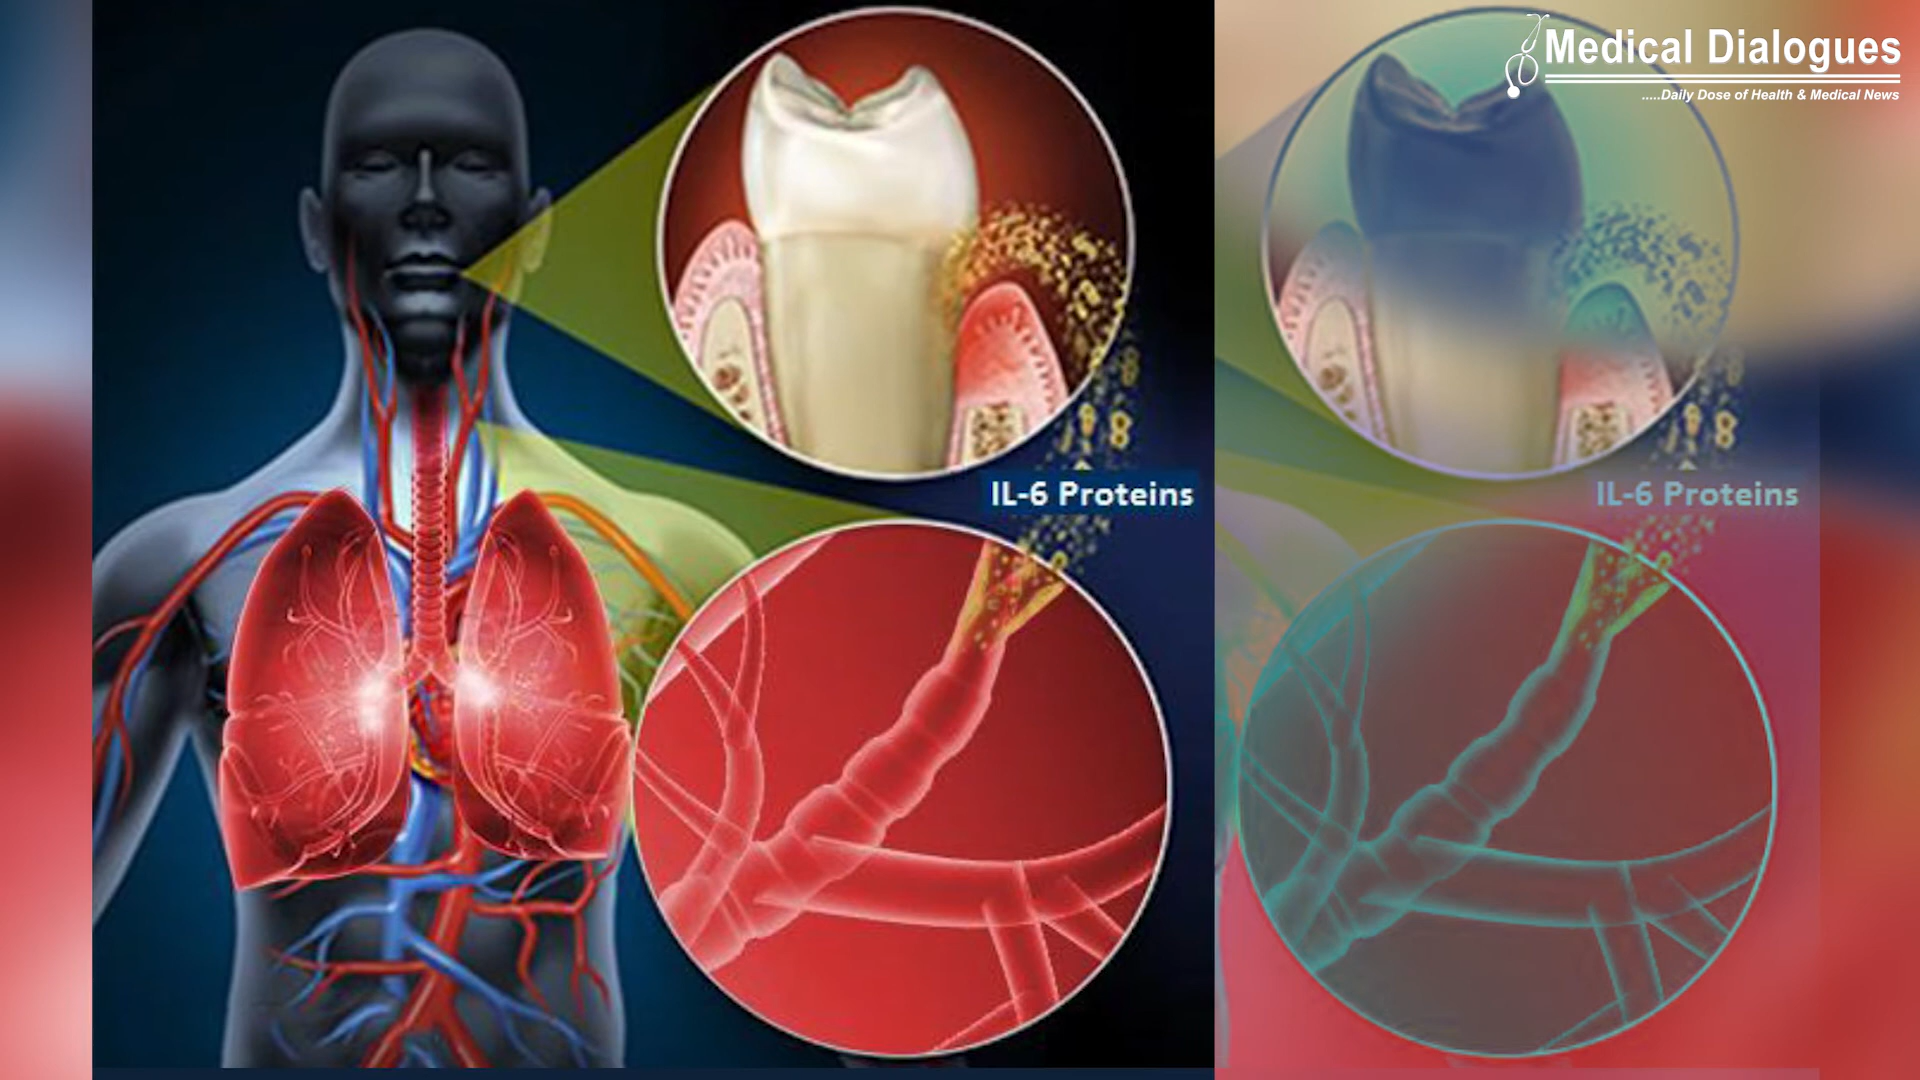 Medical Dialogues
.....Daily Dose of Health & Medical News
IL-6 Proteins
IL-6 Proteins